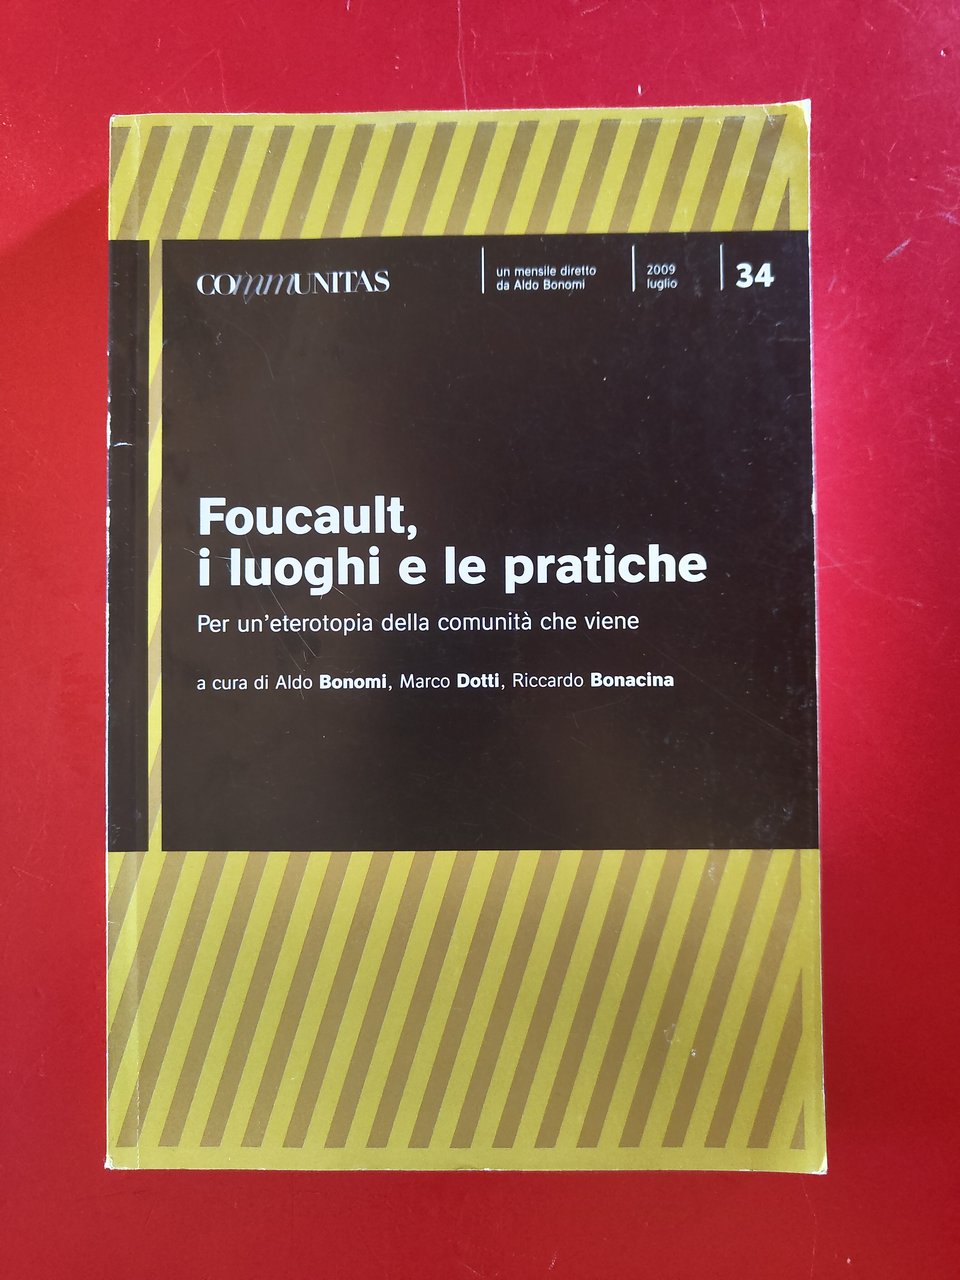 COmmUNITAS
un mensile diretto
da Aldo Bonomi
2009
luglio
34
Foucault,
i luoghi e le pratiche
Per un'eterotopia della comunità che viene
a cura di Aldo Bonomi, Marco Dotti, Riccardo Bonacina